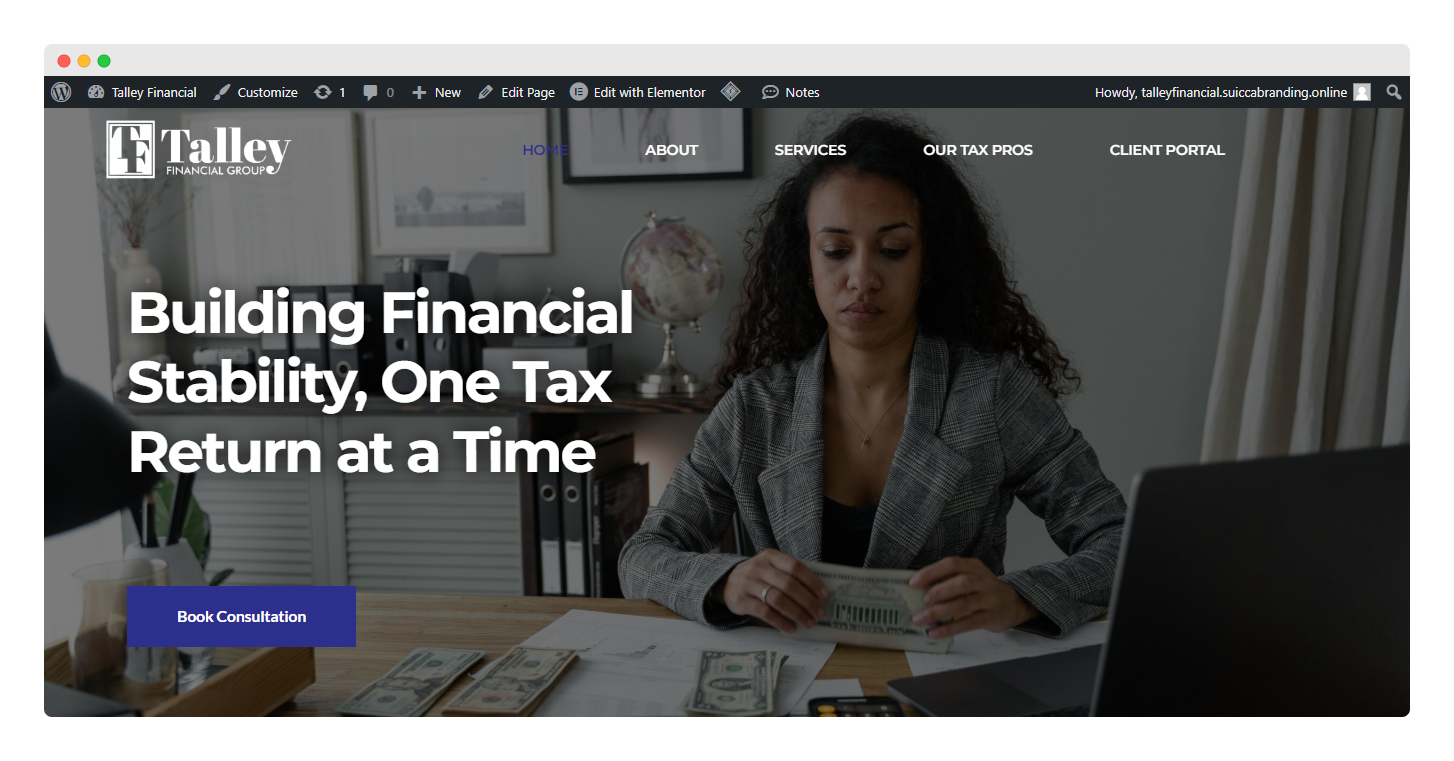 Talley Financial Customize 1 0 New Edit Page Edit with Elementor Notes Howdy, talleyfinancial.suiccabranding.online
TF Talley
FINANCIAL GROUP
HOME ABOUT SERVICES OUR TAX PROS CLIENT PORTAL
Building Financial
Stability, One Tax
Return at a Time
Book Consultation